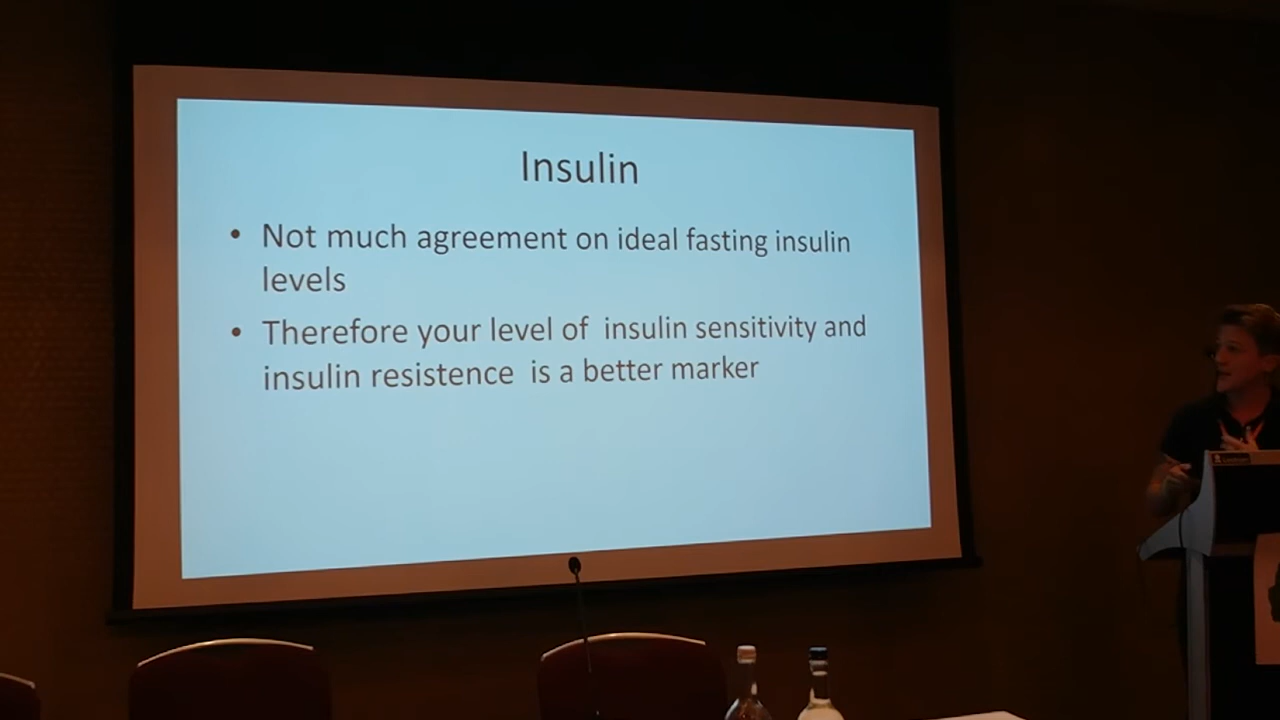 Insulin
• Not much agreement on ideal fasting insulin
levels
• Therefore your level of insulin sensitivity and
insulin resistence is a better marker